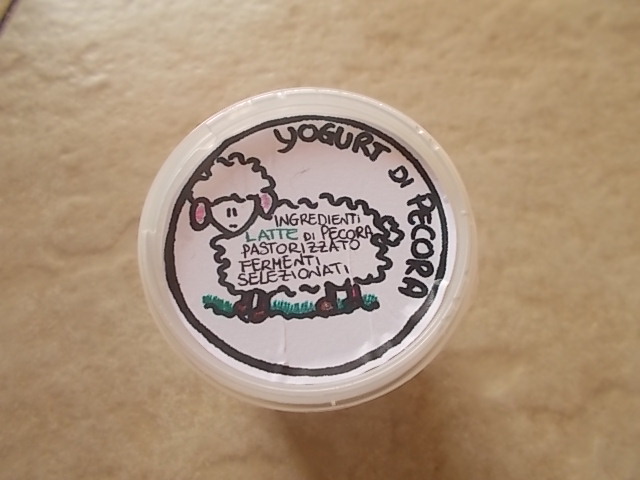 YOGURT DI PECORA
INGREDIENTI
LATTE DI PECORA
PASTORIZZATO
FERMENTI
SELEZIONATI